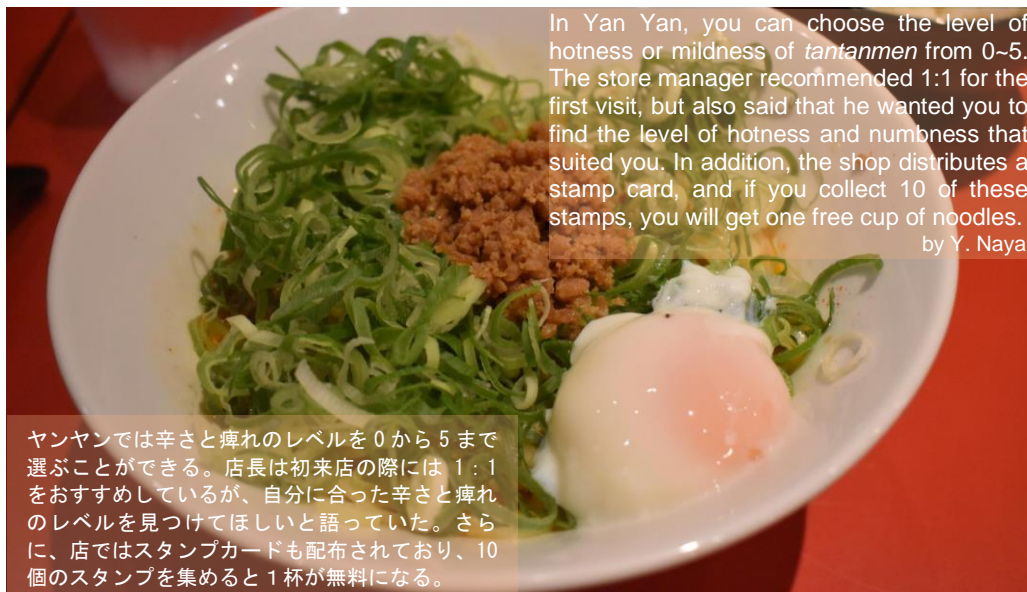 In Yan Yan, you can choose the level of
hotness or mildness of tantanmen from 0~5.
The store manager recommended 1:1 for the
first visit, but also said that he wanted you to
find the level of hotness and numbness that
suited you. In addition, the shop distributes a
stamp card, and if you collect 10 of these
stamps, you will get one free cup of noodles.
by Y. Naya
ヤンヤンでは辛さと痺れのレベルを0から5まで
選ぶことができる。店長は初来店の際には1:1
をおすすめしているが、自分に合った辛さと痺れ
のレベルを見つけてほしいと語っていた。さら
に、店ではスタンプカードも配布されており、10
個のスタンプを集めると1杯が無料になる。